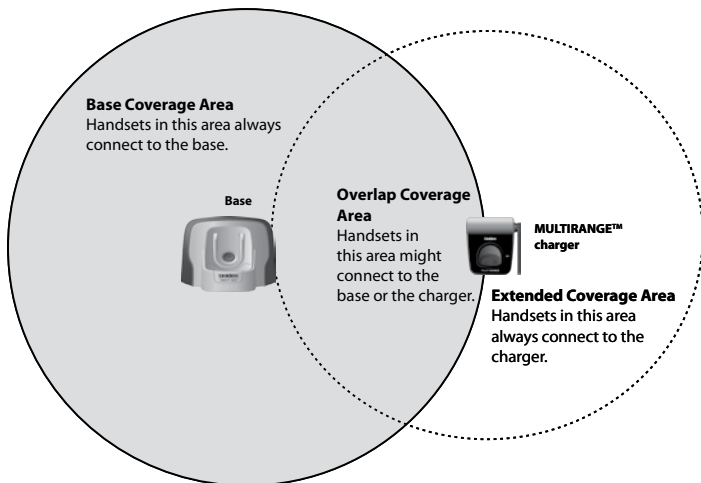 Base Coverage Area
Handsets in this area always
connect to the base.
Base
Overlap Coverage
Area
Handsets in
this area might
connect to the
base or the charger.
MULTIRANGE™
charger
Extended Coverage Area
Handsets in this area
always connect to the
charger.